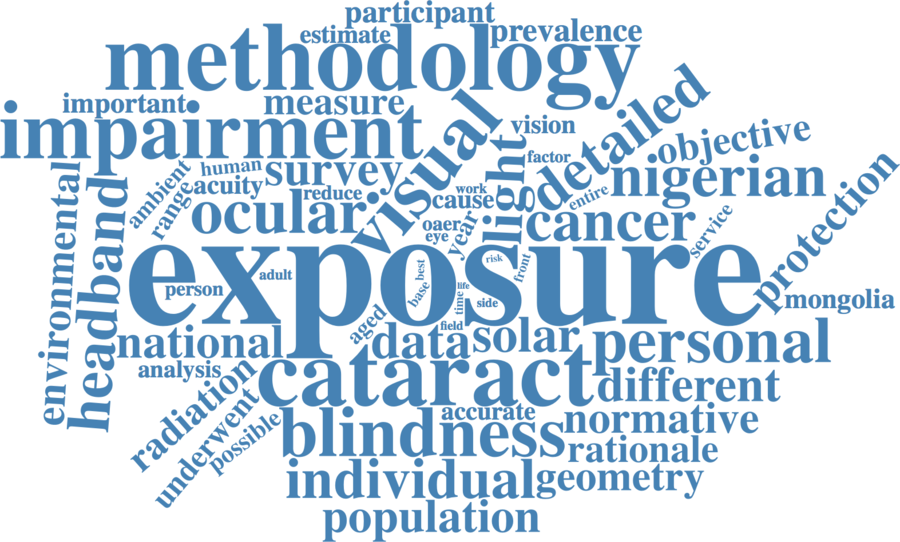 participant
estimate
prevalence
methodology
important
measure
impairment
visual
vision
detailed
objective
light
factor
ambient
human
survey
nigerian
environmental
headband
range
acuity
reduce
work
cause
entire
ocular
oaer
eye
year
cancer
service
protection
exposure
person
adult
base
best
risk
front
life
time
side
mongolia
aged
field
national
data
solar
personal
analysis
cataract
different
radiation
underwent
possible
accurate
blindness
normative
rationale
individual
geometry
population